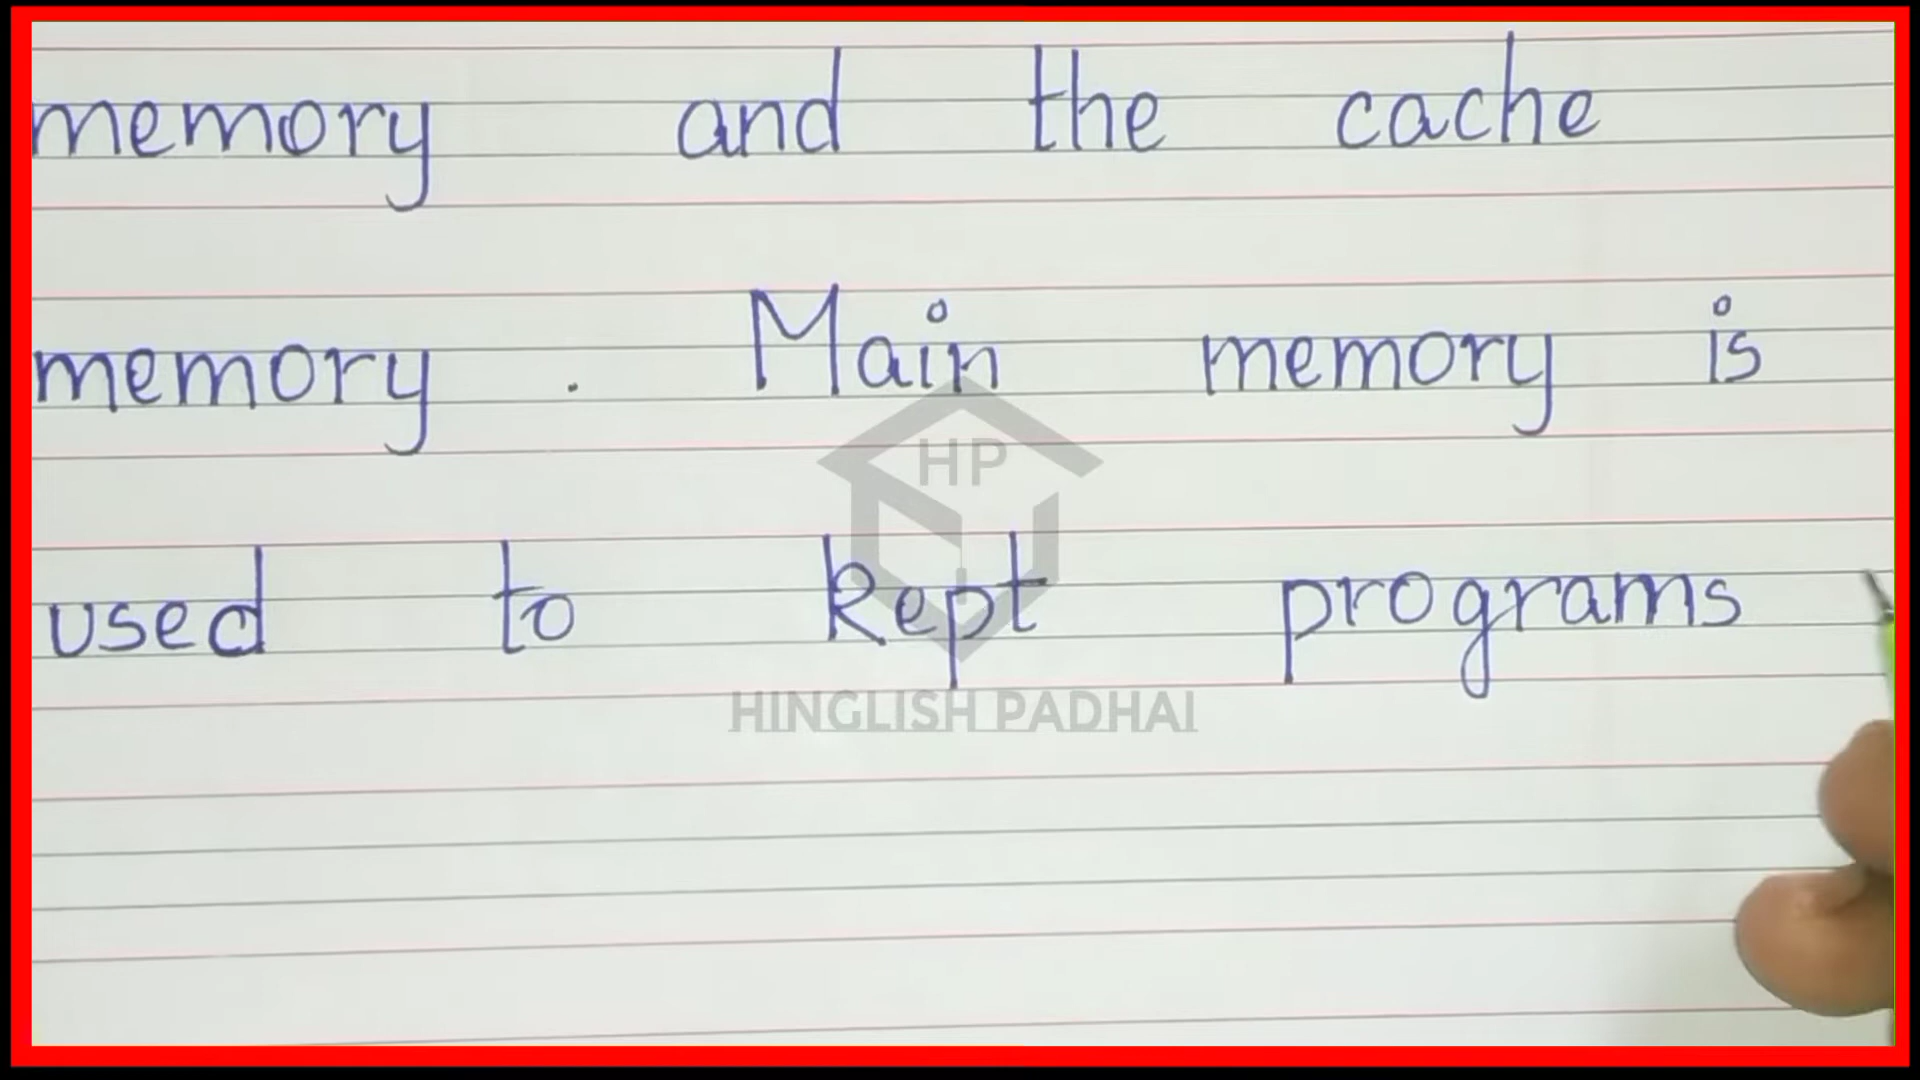 memory and the cache
memory . Main memory is
HP
used to kept programs
HINGLISH PADHAI